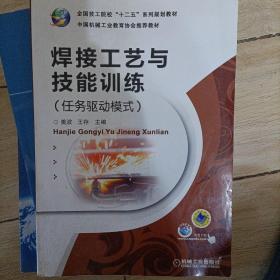 全国技工院校“十二五”系列规划教材
中国机械工业教育协会推荐教材
焊接工艺与
技能训练
(任务驱动模式)
Hanjie Gongyi Yu Jineng Xunlian
王存 主编
机械工业出版社